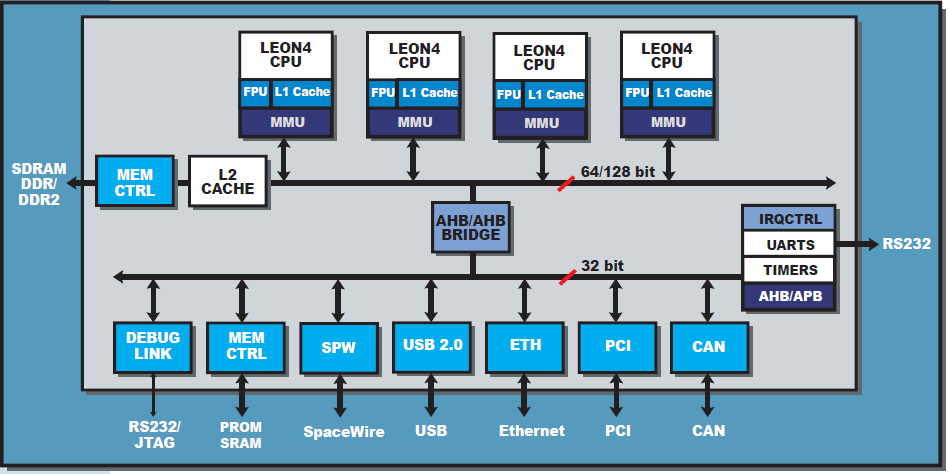 LEON4
CPU
FPU L1 Cache
MMU
LEON4
CPU
FPU L1 Cache
MMU
LEON4
CPU
FPU L1 Cache
MMU
LEON4
CPU
FPU L1 Cache
MMU
SDRAM
DDR/
DDR2
MEM
CTRL
L2
CACHE
64/128 bit
AHB/AHB
BRIDGE
IRQCTRL
UARTS
TIMERS
AHB/APB
RS232
32 bit
DEBUG
LINK
MEM
CTRL
SPW
USB 2.0
ETH
PCI
CAN
RS232/
JTAG
PROM
SRAM
SpaceWire
USB
Ethernet
PCI
CAN